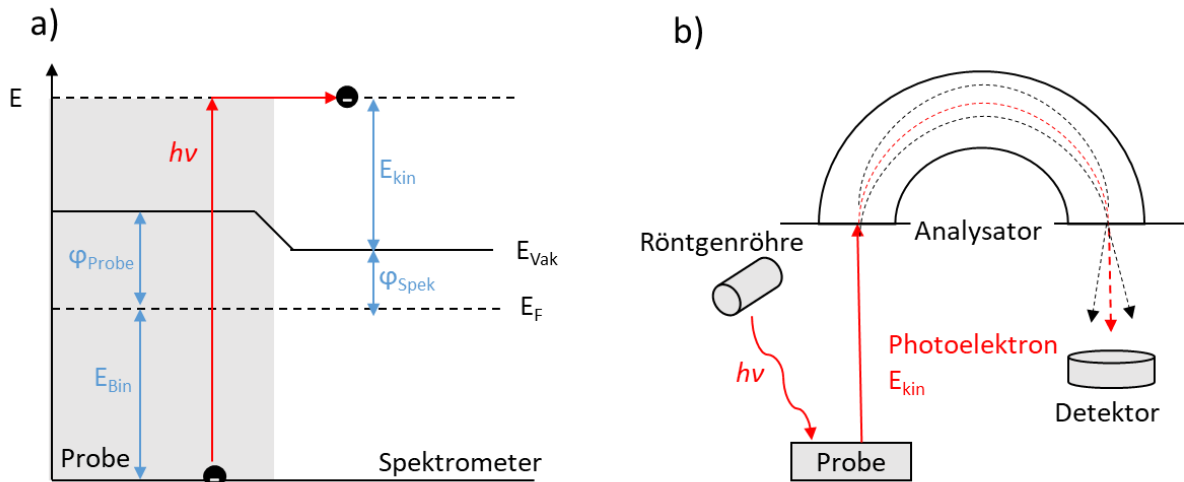 a)
E
hν
E_kin
φ_Probe
E_Vak
φ_Spek
E_F
E_Bin
Probe
Spektrometer
b)
Röntgenröhre
Analysator
hν
Photoelektron
E_kin
Detektor
Probe